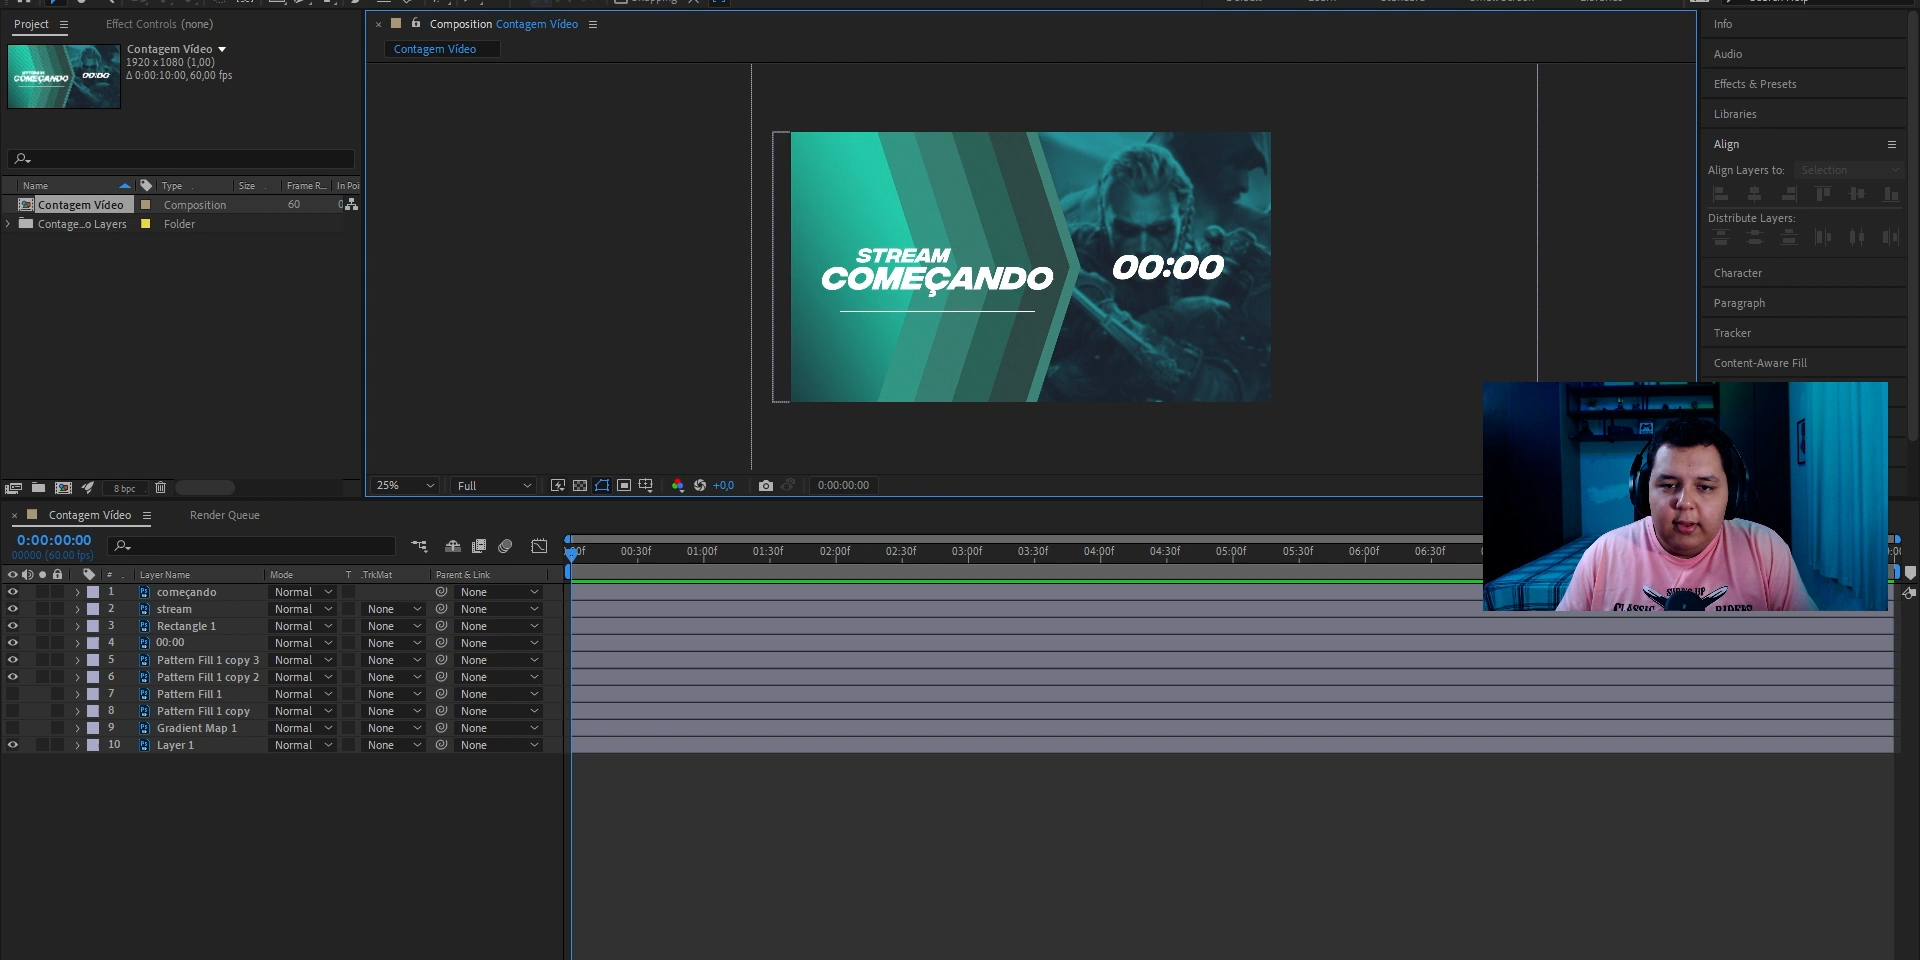 Project
Effect Controls (none)
Contagem Vídeo
1920 x 1080 (1,00)
Δ 0:00:10:00, 60,00 fps
STREAM
COMEÇANDO
00:00
Name
Type
Size
Frame R...
In Poi
Contagem Vídeo
Composition
60
Contage...o Layers
Folder
8 bpc
Composition Contagem Vídeo
Contagem Vídeo
STREAM
COMEÇANDO
00:00
25%
Full
+0,0
0:00:00:00
Info
Audio
Effects & Presets
Libraries
Align
Align Layers to:
Selection
Distribute Layers:
Character
Paragraph
Tracker
Content-Aware Fill
CLASSIC
RIDERS
Contagem Vídeo
Render Queue
0:00:00:00
00000 (60.00 fps)
00:30f 01:00f 01:30f 02:00f 02:30f 03:00f 03:30f 04:00f 04:30f 05:00f 05:30f 06:00f 06:30f
# Layer Name Mode T .TrkMat Parent & Link
1 começando Normal None
2 stream Normal None None
3 Rectangle 1 Normal None None
4 00:00 Normal None None
5 Pattern Fill 1 copy 3 Normal None None
6 Pattern Fill 1 copy 2 Normal None None
7 Pattern Fill 1 Normal None None
8 Pattern Fill 1 copy Normal None None
9 Gradient Map 1 Normal None None
10 Layer 1 Normal None None